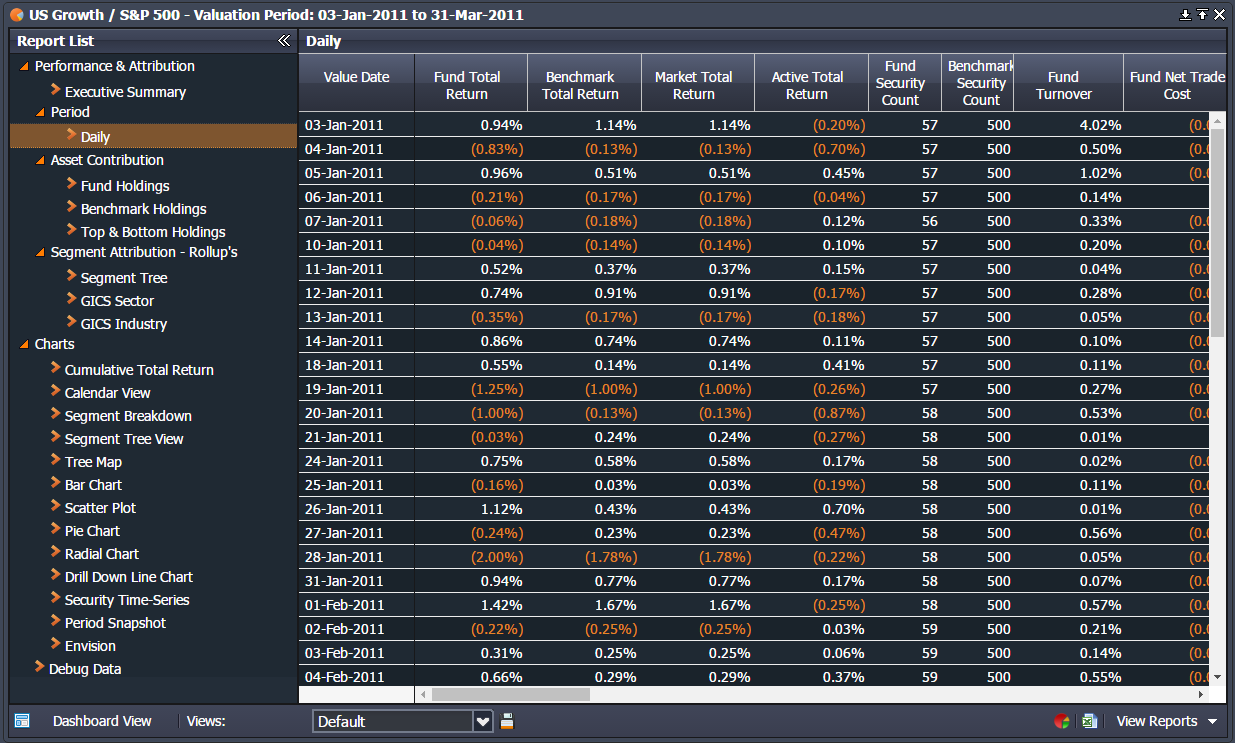 US Growth / S&P 500 - Valuation Period: 03-Jan-2011 to 31-Mar-2011
Report List
Performance & Attribution
Executive Summary
Period
Daily
Asset Contribution
Fund Holdings
Benchmark Holdings
Top & Bottom Holdings
Segment Attribution - Rollup's
Segment Tree
GICS Sector
GICS Industry
Charts
Cumulative Total Return
Calendar View
Segment Breakdown
Segment Tree View
Tree Map
Bar Chart
Scatter Plot
Pie Chart
Radial Chart
Drill Down Line Chart
Security Time-Series
Period Snapshot
Envision
Debug Data
Daily
Value Date Fund Total Return Benchmark Total Return Market Total Return Active Total Return Fund Security Count Benchmark Security Count Fund Turnover Fund Net Trade Cost
03-Jan-2011 0.94% 1.14% 1.14% (0.20%) 57 500 4.02% (0.0
04-Jan-2011 (0.83%) (0.13%) (0.13%) (0.70%) 57 500 0.50% (0.0
05-Jan-2011 0.96% 0.51% 0.51% 0.45% 57 500 1.02% (0.0
06-Jan-2011 (0.21%) (0.17%) (0.17%) (0.04%) 57 500 0.14%
07-Jan-2011 (0.06%) (0.18%) (0.18%) 0.12% 56 500 0.33% (0.0
10-Jan-2011 (0.04%) (0.14%) (0.14%) 0.10% 57 500 0.20% (0.0
11-Jan-2011 0.52% 0.37% 0.37% 0.15% 57 500 0.04% (0.0
12-Jan-2011 0.74% 0.91% 0.91% (0.17%) 57 500 0.28% (0.0
13-Jan-2011 (0.35%) (0.17%) (0.17%) (0.18%) 57 500 0.05% (0.0
14-Jan-2011 0.86% 0.74% 0.74% 0.11% 57 500 0.10% (0.0
18-Jan-2011 0.55% 0.14% 0.14% 0.41% 57 500 0.11% (0.0
19-Jan-2011 (1.25%) (1.00%) (1.00%) (0.26%) 57 500 0.27% (0.0
20-Jan-2011 (1.00%) (0.13%) (0.13%) (0.87%) 58 500 0.53% (0.0
21-Jan-2011 (0.03%) 0.24% 0.24% (0.27%) 58 500 0.01%
24-Jan-2011 0.75% 0.58% 0.58% 0.17% 58 500 0.02% (0.0
25-Jan-2011 (0.16%) 0.03% 0.03% (0.19%) 58 500 0.11% (0.0
26-Jan-2011 1.12% 0.43% 0.43% 0.70% 58 500 0.01% (0.0
27-Jan-2011 (0.24%) 0.23% 0.23% (0.47%) 58 500 0.56% (0.0
28-Jan-2011 (2.00%) (1.78%) (1.78%) (0.22%) 58 500 0.05% (0.0
31-Jan-2011 0.94% 0.77% 0.77% 0.17% 58 500 0.07% (0.0
01-Feb-2011 1.42% 1.67% 1.67% (0.25%) 58 500 0.57% (0.0
02-Feb-2011 (0.22%) (0.25%) (0.25%) 0.03% 59 500 0.21% (0.0
03-Feb-2011 0.31% 0.25% 0.25% 0.06% 59 500 0.14% (0.0
04-Feb-2011 0.66% 0.29% 0.29% 0.37% 59 500 0.55% (0.0
Dashboard View Views: Default View Reports